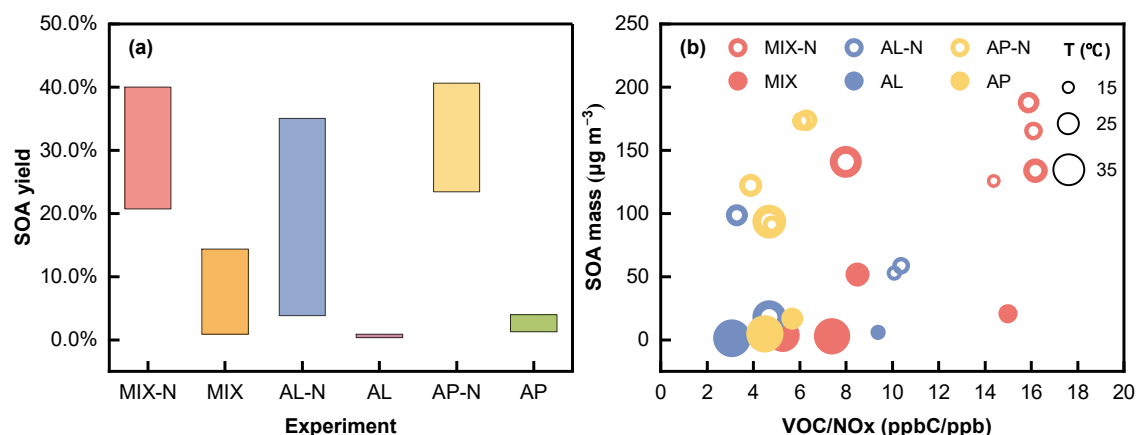 (a)
50.0%
40.0%
30.0%
20.0%
10.0%
0.0%
SOA yield
MIX-N MIX AL-N AL AP-N AP
Experiment
(b)
MIX-N AL-N AP-N
MIX AL AP
T (℃)
15
25
35
250
200
150
100
50
0
SOA mass (μg m⁻³)
0 2 4 6 8 10 12 14 16 18 20
VOC/NOx (ppbC/ppb)